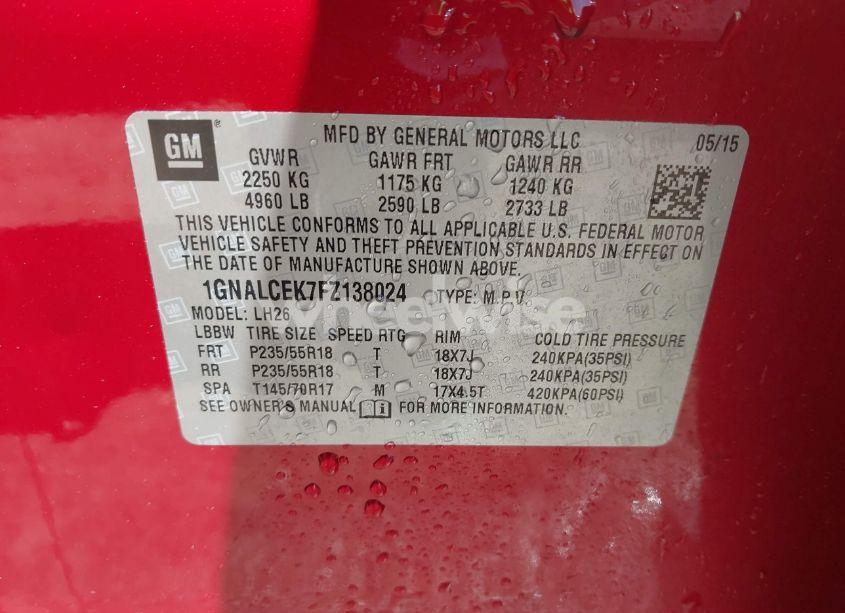 GM ® MFD BY GENERAL MOTORS LLC 05/15
GVWR GAWR FRT GAWR RR
2250 KG 1175 KG 1240 KG
4960 LB 2590 LB 2733 LB
THIS VEHICLE CONFORMS TO ALL APPLICABLE U.S. FEDERAL MOTOR
VEHICLE SAFETY AND THEFT PREVENTION STANDARDS IN EFFECT ON
THE DATE OF MANUFACTURE SHOWN ABOVE.
1GNALCEK7FZ138024 TYPE: M.P.V.
wheelwise
MODEL: LH26
LBBW TIRE SIZE SPEED RTG RIM COLD TIRE PRESSURE
FRT P235/55R18 T 18X7J 240KPA(35PSI)
RR P235/55R18 T 18X7J 240KPA(35PSI)
SPA T145/70R17 M 17X4.5T 420KPA(60PSI)
SEE OWNER'S MANUAL FOR MORE INFORMATION.